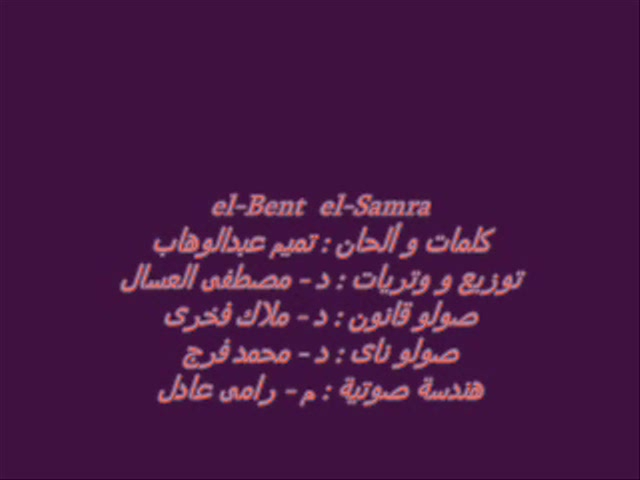 el-Bent el-Samra
كلمات و ألحان : تميم عبدالوهاب
توزيع و وتريات : د - مصطفى العسال
صولو قانون : د - ملاك فخرى
صولو ناى : د - محمد فرج
هندسة صوتية : م - رامى عادل